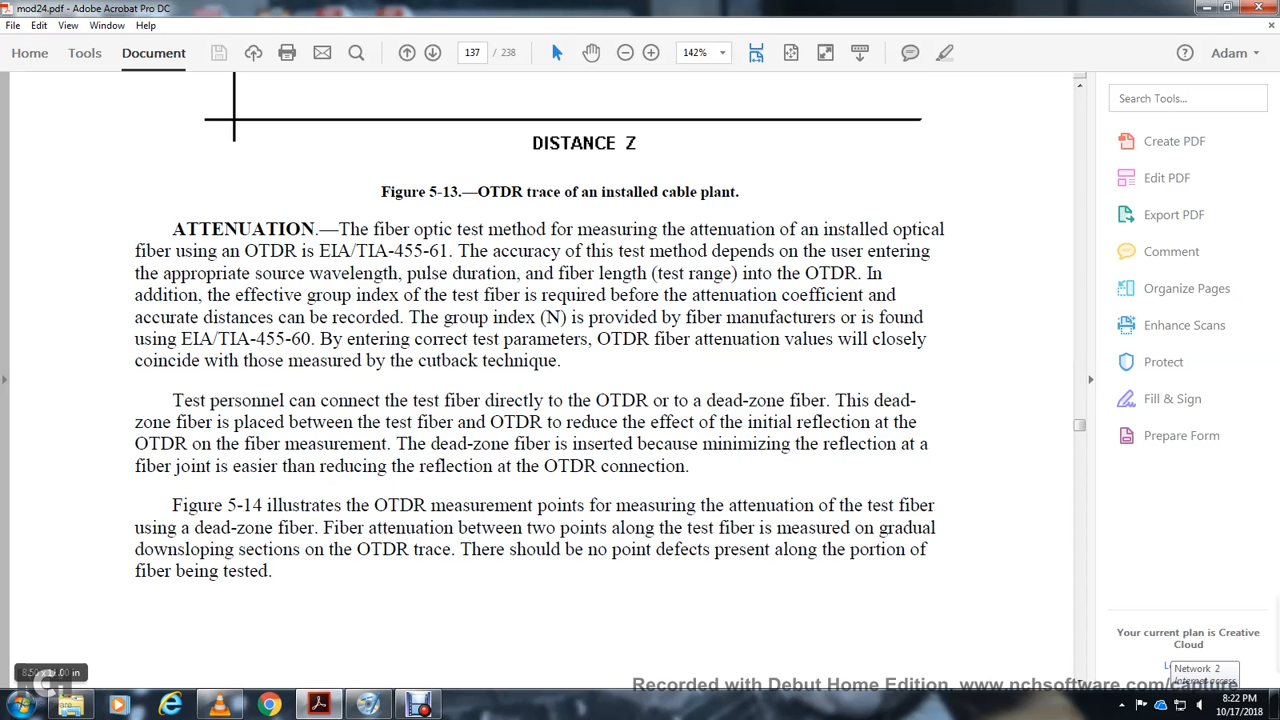 mod24.pdf - Adobe Acrobat Pro DC
File Edit View Window Help
Home Tools Document 137 / 238 142% Adam
DISTANCE Z
Figure 5-13.—OTDR trace of an installed cable plant.
ATTENUATION.—The fiber optic test method for measuring the attenuation of an installed optical
fiber using an OTDR is EIA/TIA-455-61. The accuracy of this test method depends on the user entering
the appropriate source wavelength, pulse duration, and fiber length (test range) into the OTDR. In
addition, the effective group index of the test fiber is required before the attenuation coefficient and
accurate distances can be recorded. The group index (N) is provided by fiber manufacturers or is found
using EIA/TIA-455-60. By entering correct test parameters, OTDR fiber attenuation values will closely
coincide with those measured by the cutback technique.
Test personnel can connect the test fiber directly to the OTDR or to a dead-zone fiber. This dead-
zone fiber is placed between the test fiber and OTDR to reduce the effect of the initial reflection at the
OTDR on the fiber measurement. The dead-zone fiber is inserted because minimizing the reflection at a
fiber joint is easier than reducing the reflection at the OTDR connection.
Figure 5-14 illustrates the OTDR measurement points for measuring the attenuation of the test fiber
using a dead-zone fiber. Fiber attenuation between two points along the test fiber is measured on gradual
downsloping sections on the OTDR trace. There should be no point defects present along the portion of
fiber being tested.
8.50 x 11.00 in
Search Tools...
Create PDF
Edit PDF
Export PDF
Comment
Organize Pages
Enhance Scans
Protect
Fill & Sign
Prepare Form
Your current plan is Creative
Cloud
Network 2
Internet access
Recorded with Debut Home Edition. www.nchsoftware.com/capture
8:22 PM
10/17/2018